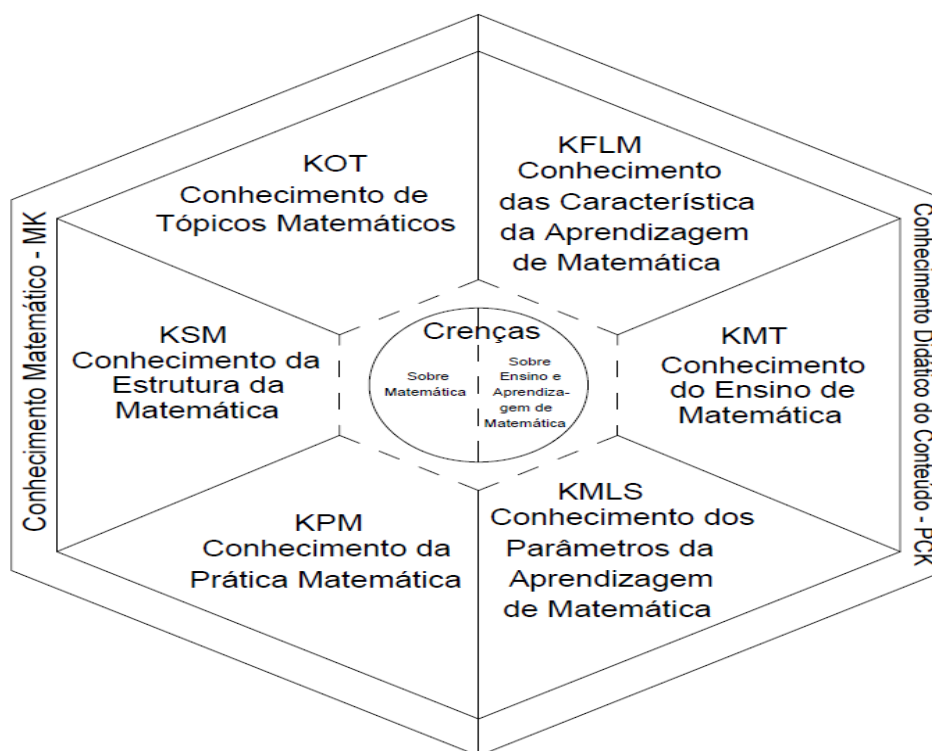 KOT
Conhecimento de
Tópicos Matemáticos
KFLM
Conhecimento
das Característica
da Aprendizagem
de Matemática
Conhecimento Matemático - MK
KSM
Conhecimento da
Estrutura da
Matemática
Crenças
Sobre
Matemática
Sobre
Ensino e
Aprendiza-
gem de
Matemática
KMT
Conhecimento
do Ensino de
Matemática
Conhecimento Didático do Conteúdo - PCK
KPM
Conhecimento da
Prática Matemática
KMLS
Conhecimento dos
Parâmetros da
Aprendizagem
de Matemática